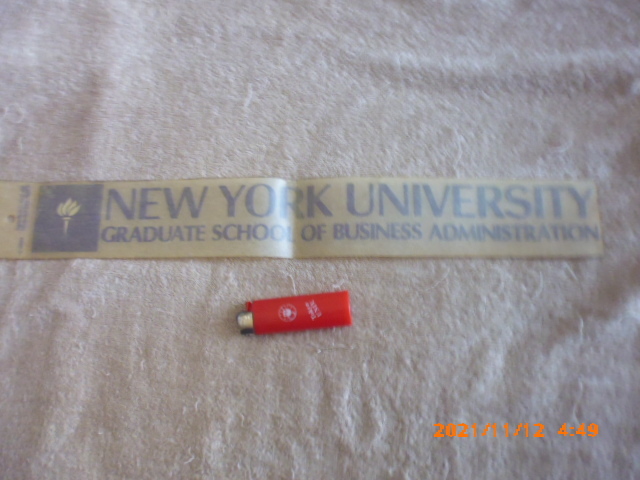 NEW YORK UNIVERSITY
GRADUATE SCHOOL OF BUSINESS ADMINISTRATION
2021/11/12 4:49